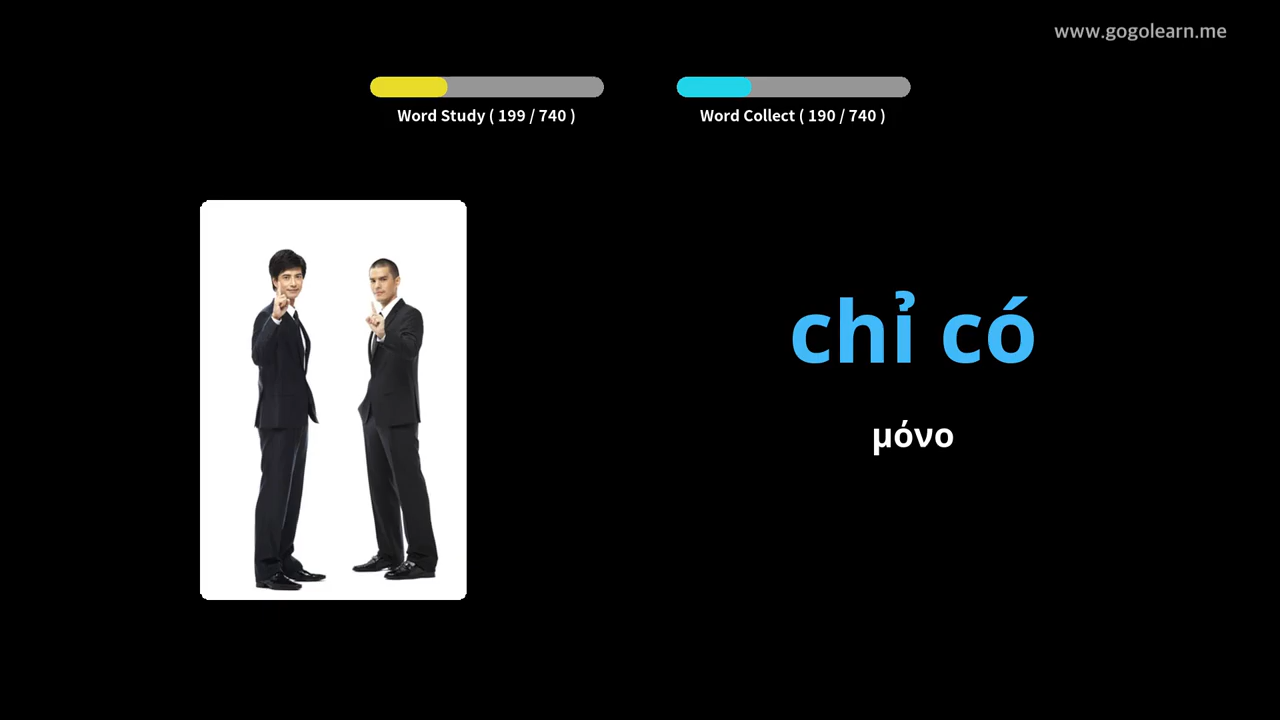 www.gogolearn.me
Word Study ( 199 / 740 )
Word Collect ( 190 / 740 )
chỉ có
μόνο